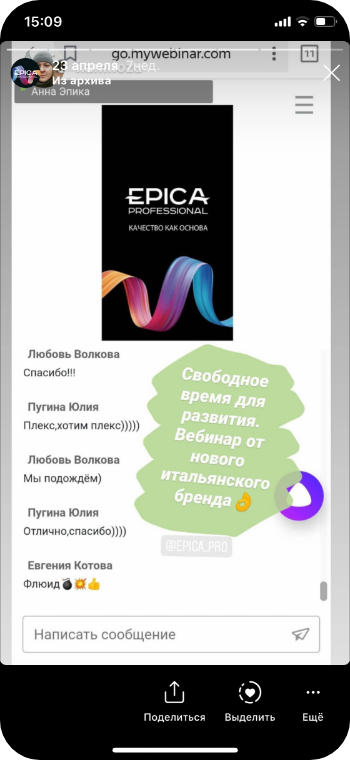 15:09
go.mywebinar.com
11
23 апреля 7нед.
Из архива
Анна Эпика
EPICA
PROFESSIONAL
КАЧЕСТВО КАК ОСНОВА
Любовь Волкова
Спасибо!!!
Пугина Юлия
Плекс,хотим плекс)))))
Любовь Волкова
Мы подождём)
Пугина Юлия
Отлично,спасибо))))
Евгения Котова
Флюид💣💥👍
Свободное
время для
развития.
Вебинар от
нового
итальянского
бренда👌
@EPICA_PRO
Написать сообщение
Поделиться
Выделить
Ещё